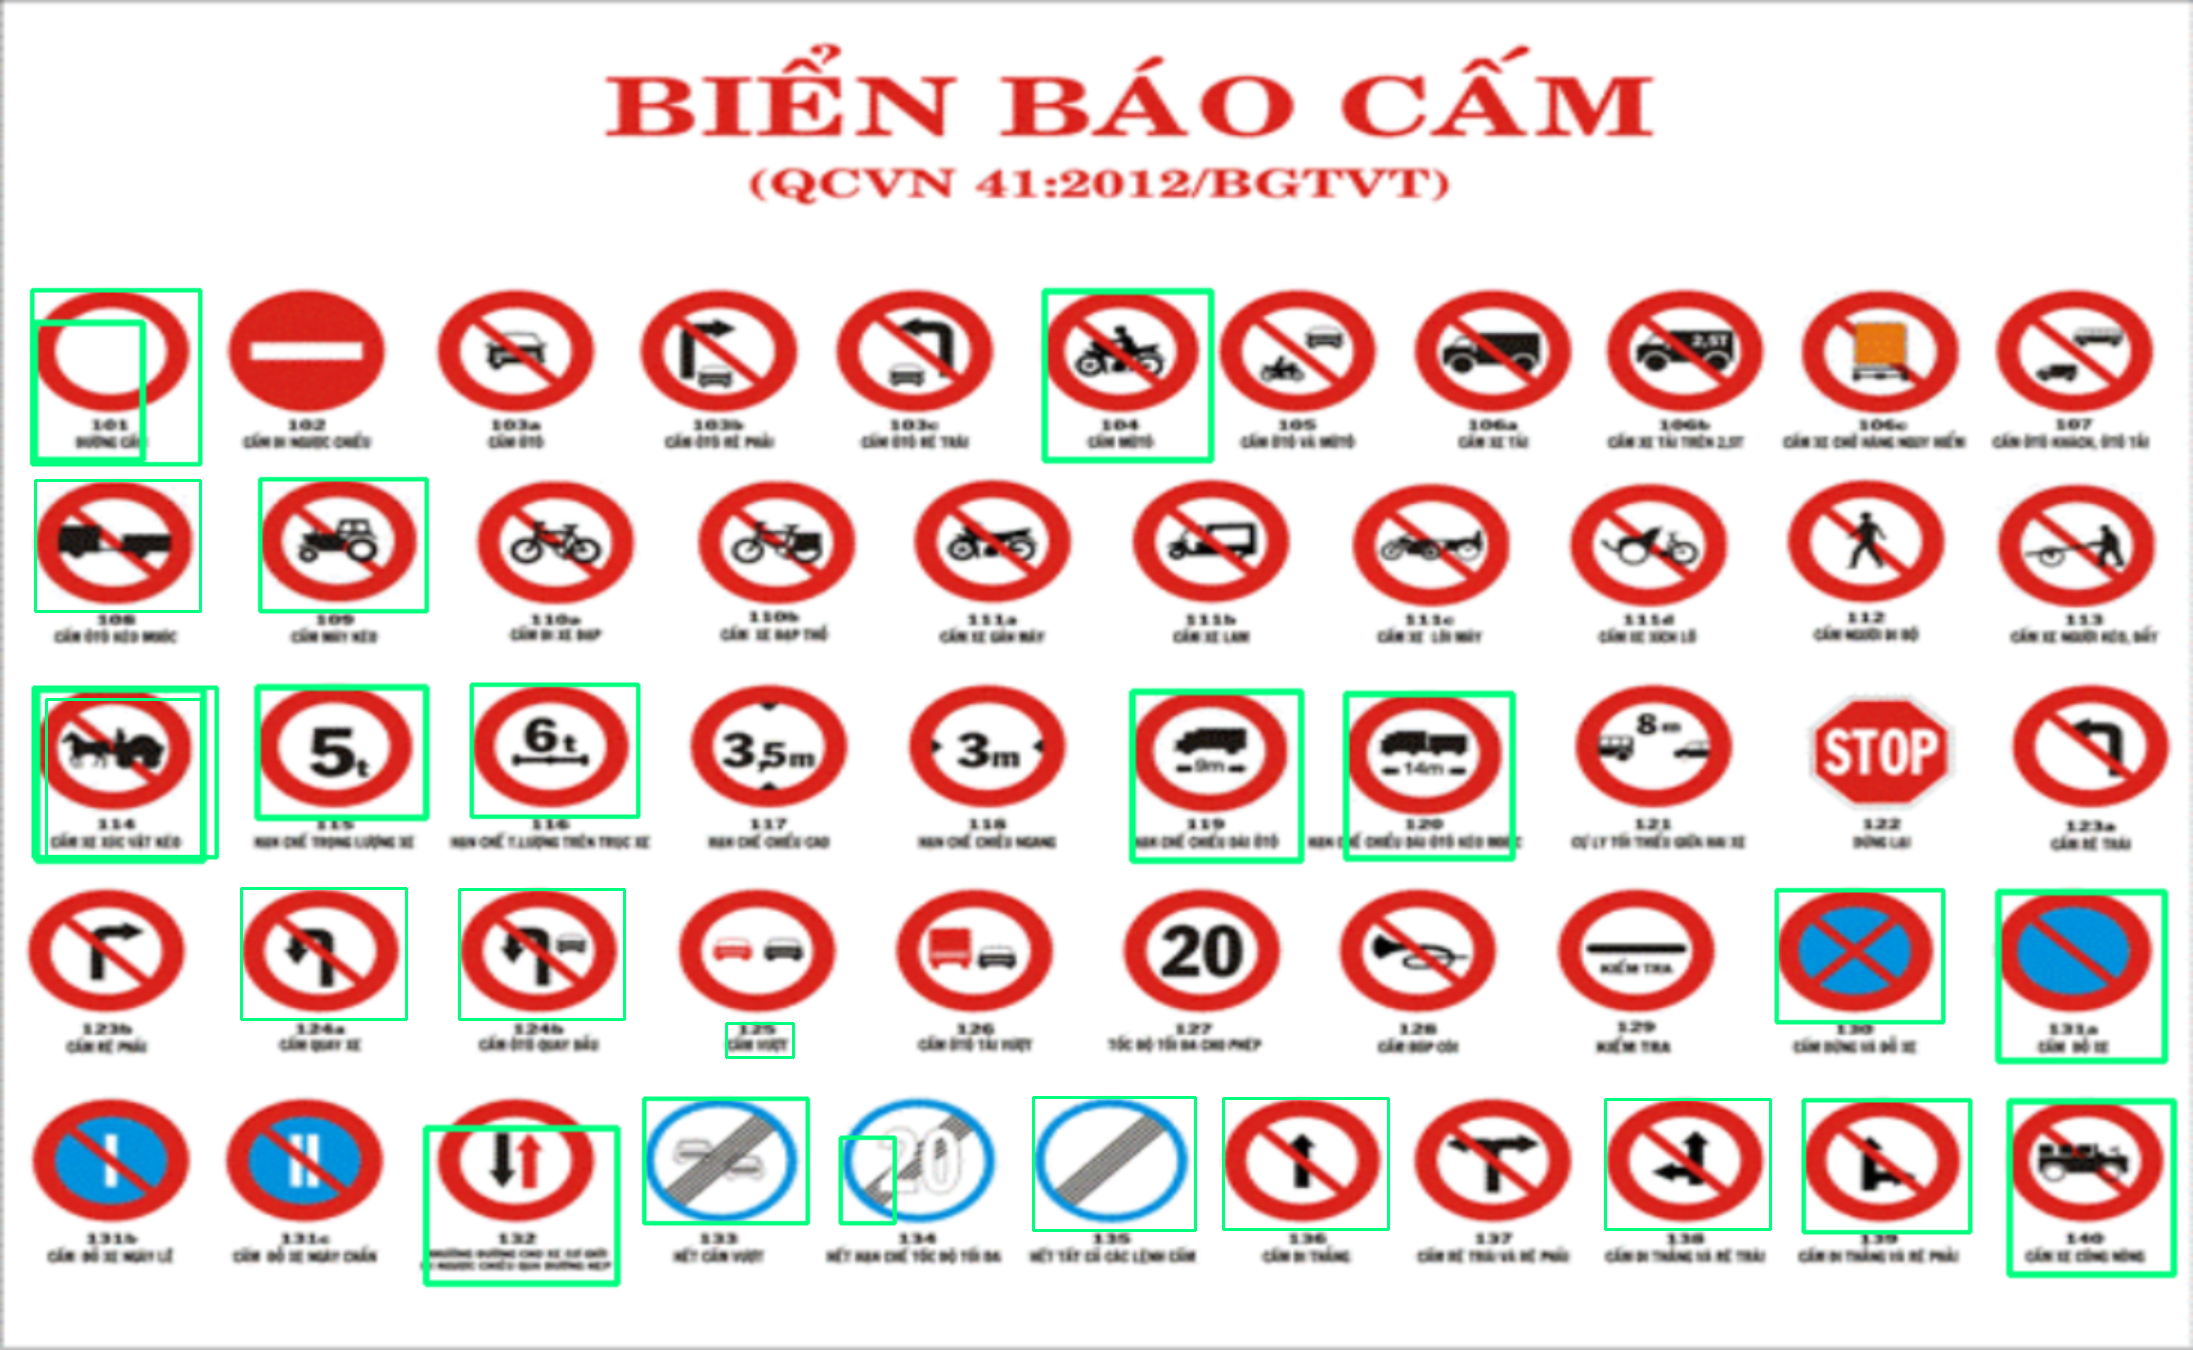 BIỂN BÁO CẤM
(QCVN 41:2012/BGTVT)
2,5T
101 102 103a 103b 103c 104 105 106a 106b 106c 107
ĐƯỜNG CẤM CẤM ĐI NGƯỢC CHIỀU CẤM ÔTÔ CẤM ÔTÔ RẼ PHẢI CẤM ÔTÔ RẼ TRÁI CẤM MÔTÔ CẤM ÔTÔ VÀ MÔTÔ CẤM XE TẢI CẤM XE TẢI TRÊN 2,5T CẤM XE CHỞ HÀNG NGUY HIỂM CẤM ÔTÔ KHÁCH, ÔTÔ TẢI
108 109 110a 110b 111a 111b 111c 111d 112 113
CẤM ÔTÔ KÉO MOOC CẤM MÁY KÉO CẤM ĐI XE ĐẠP CẤM XE ĐẠP THỒ CẤM XE GẮN MÁY CẤM XE LAM CẤM XE LÔI MÁY CẤM XE XÍCH LÔ CẤM NGƯỜI ĐI BỘ CẤM XE NGƯỜI KÉO, ĐẨY
5t 6t 3,5m 3m 9m 14m 8m STOP
114 115 116 117 118 119 120 121 122 123a
CẤM XE XÚC VẬT KÉO HẠN CHẾ TRỌNG LƯỢNG XE HẠN CHẾ T.LƯỢNG TRÊN TRỤC XE HẠN CHẾ CHIỀU CAO HẠN CHẾ CHIỀU NGANG HẠN CHẾ CHIỀU DÀI ÔTÔ HẠN CHẾ CHIỀU DÀI ÔTÔ KÉO MOOC CỰ LY TỐI THIỂU GIỮA HAI XE DỪNG LẠI CẤM RẼ TRÁI
20 KIỂM TRA
123b 124a 124b 125 126 127 128 129 130 131a
CẤM RẼ PHẢI CẤM QUAY XE CẤM ÔTÔ QUAY ĐẦU CẤM VƯỢT CẤM ÔTÔ TẢI VƯỢT TỐC ĐỘ TỐI ĐA CHO PHÉP CẤM BÓP CÒI KIỂM TRA CẤM DỪNG VÀ ĐỖ XE CẤM ĐỖ XE
20
131b 131c 132 133 134 135 136 137 138 139 140
CẤM ĐỖ XE NGÀY LẺ CẤM ĐỖ XE NGÀY CHẴN NHƯỜNG ĐƯỜNG CHO XE CƠ GIỚI HẾT CẤM VƯỢT HẾT HẠN CHẾ TỐC ĐỘ TỐI ĐA HẾT TẤT CẢ CÁC LỆNH CẤM CẤM ĐI THẲNG CẤM RẼ TRÁI VÀ RẼ PHẢI CẤM ĐI THẲNG VÀ RẼ TRÁI CẤM ĐI THẲNG VÀ RẼ PHẢI CẤM XE CÔNG NÔNG
ĐI NGƯỢC CHIỀU QUA ĐƯỜNG HẸP